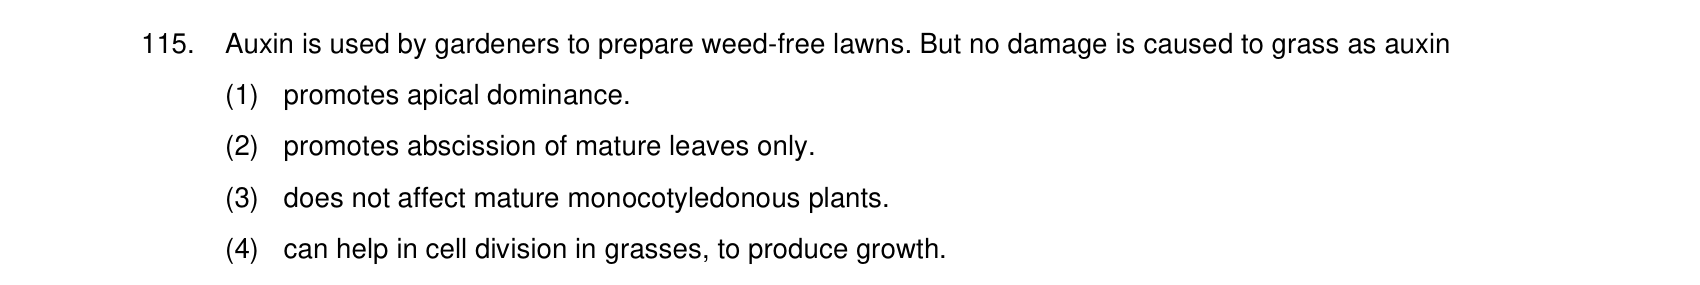 115. Auxin is used by gardeners to prepare weed-free lawns. But no damage is caused to grass as auxin
(1) promotes apical dominance.
(2) promotes abscission of mature leaves only.
(3) does not affect mature monocotyledonous plants.
(4) can help in cell division in grasses, to produce growth.